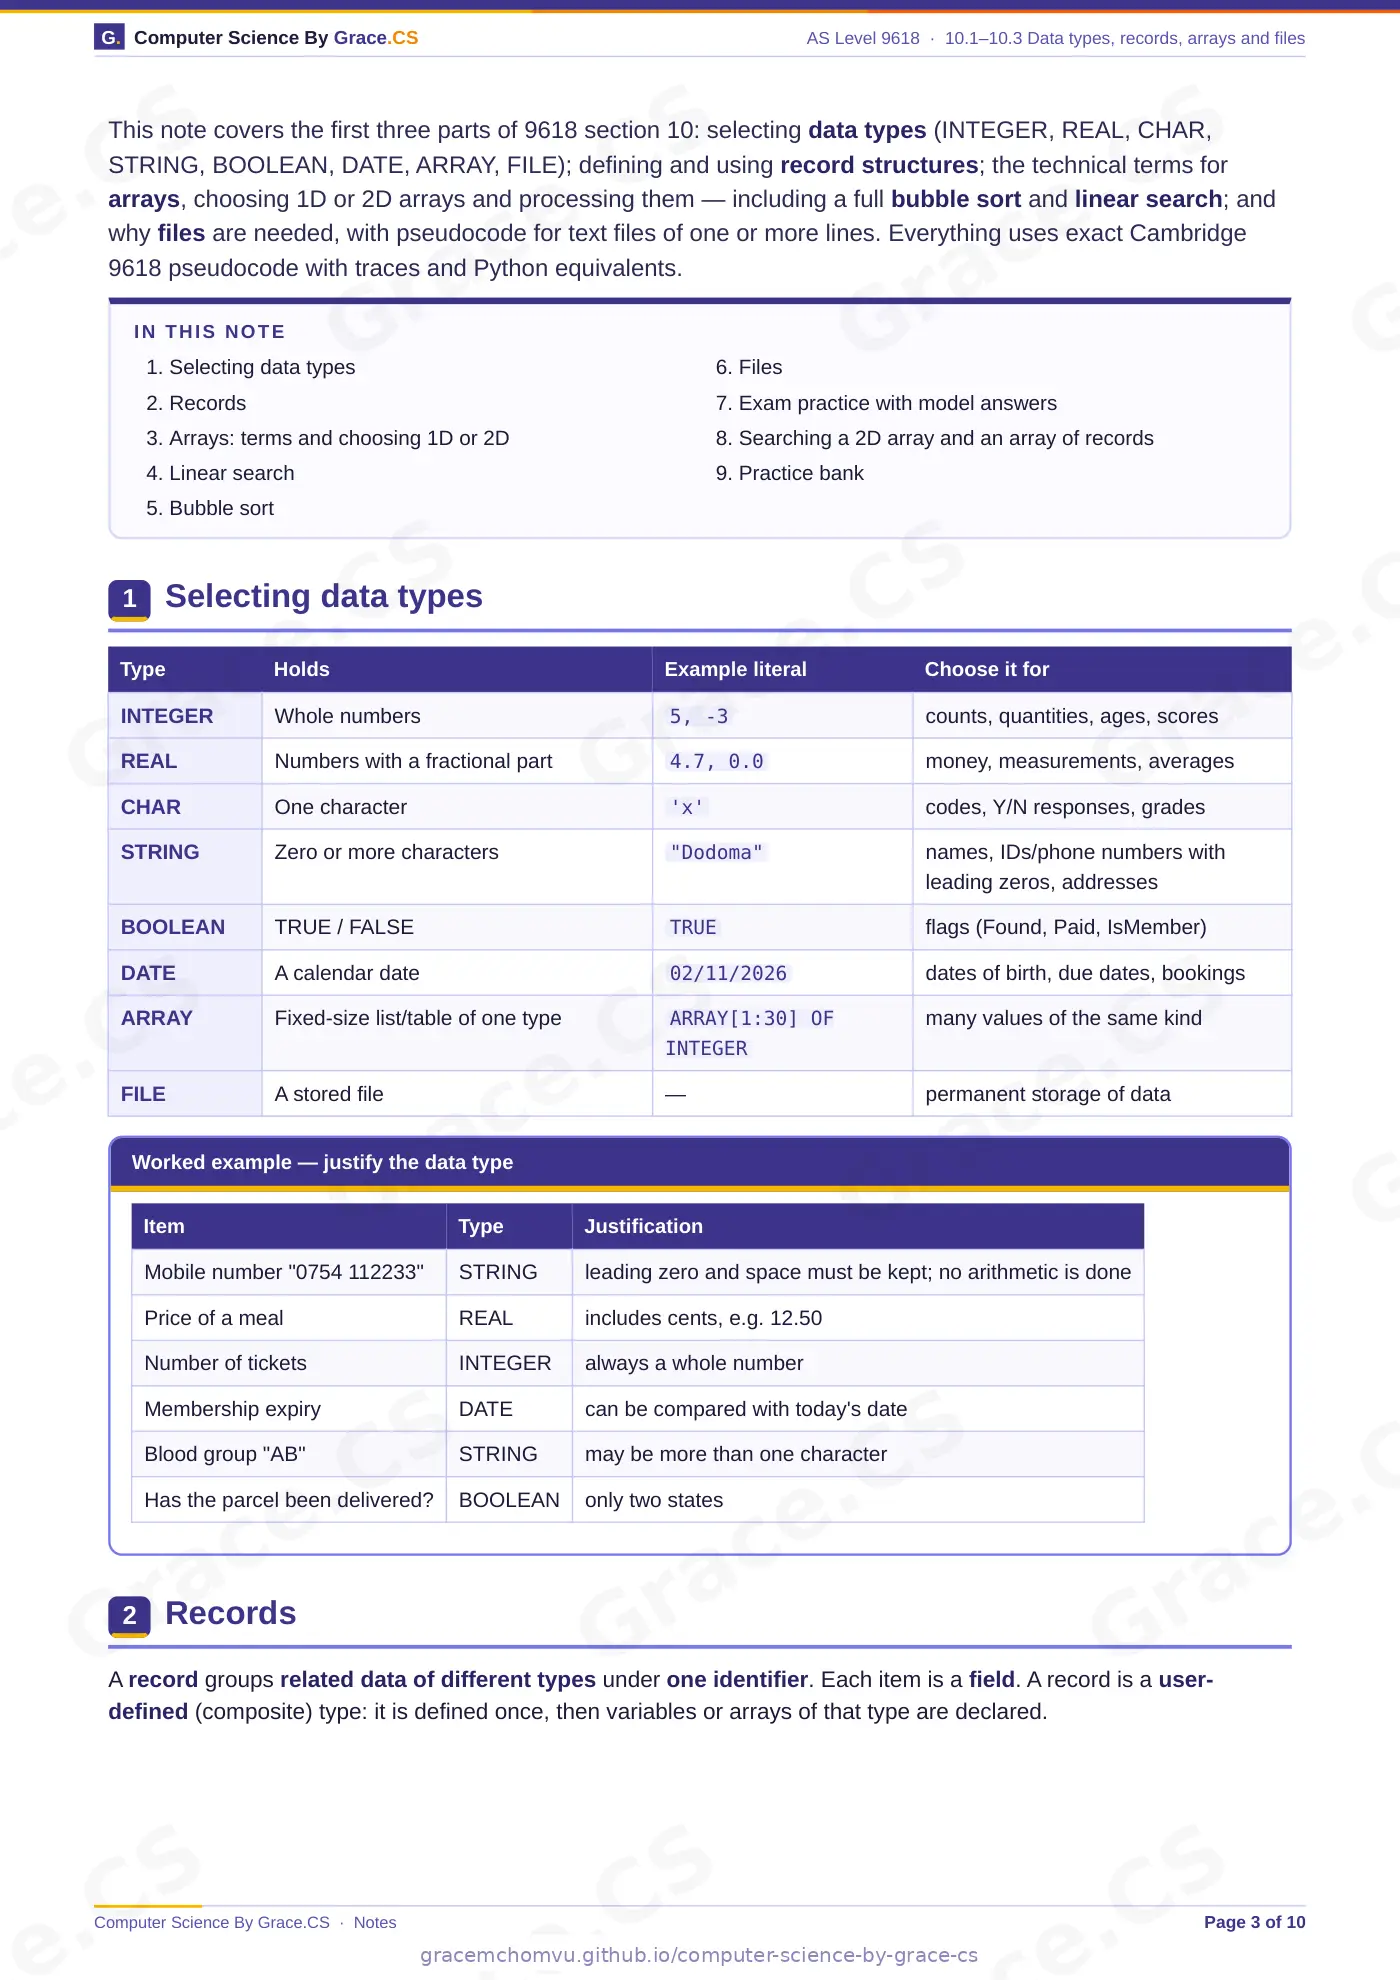 G. Computer Science By Grace.CS
AS Level 9618 · 10.1–10.3 Data types, records, arrays and files
This note covers the first three parts of 9618 section 10: selecting data types (INTEGER, REAL, CHAR,
STRING, BOOLEAN, DATE, ARRAY, FILE); defining and using record structures; the technical terms for
arrays, choosing 1D or 2D arrays and processing them — including a full bubble sort and linear search; and
why files are needed, with pseudocode for text files of one or more lines. Everything uses exact Cambridge
9618 pseudocode with traces and Python equivalents.
IN THIS NOTE
1. Selecting data types
2. Records
3. Arrays: terms and choosing 1D or 2D
4. Linear search
5. Bubble sort
6. Files
7. Exam practice with model answers
8. Searching a 2D array and an array of records
9. Practice bank
1 Selecting data types
Type Holds Example literal Choose it for
INTEGER Whole numbers 5, -3 counts, quantities, ages, scores
REAL Numbers with a fractional part 4.7, 0.0 money, measurements, averages
CHAR One character 'x' codes, Y/N responses, grades
STRING Zero or more characters "Dodoma" names, IDs/phone numbers with
leading zeros, addresses
BOOLEAN TRUE / FALSE TRUE flags (Found, Paid, IsMember)
DATE A calendar date 02/11/2026 dates of birth, due dates, bookings
ARRAY Fixed-size list/table of one type ARRAY[1:30] OF many values of the same kind
INTEGER
FILE A stored file — permanent storage of data
Worked example — justify the data type
Item Type Justification
Mobile number "0754 112233" STRING leading zero and space must be kept; no arithmetic is done
Price of a meal REAL includes cents, e.g. 12.50
Number of tickets INTEGER always a whole number
Membership expiry DATE can be compared with today's date
Blood group "AB" STRING may be more than one character
Has the parcel been delivered? BOOLEAN only two states
2 Records
A record groups related data of different types under one identifier. Each item is a field. A record is a user-
defined (composite) type: it is defined once, then variables or arrays of that type are declared.
Computer Science By Grace.CS · Notes
Page 3 of 10
gracemchomvu.github.io/computer-science-by-grace-cs